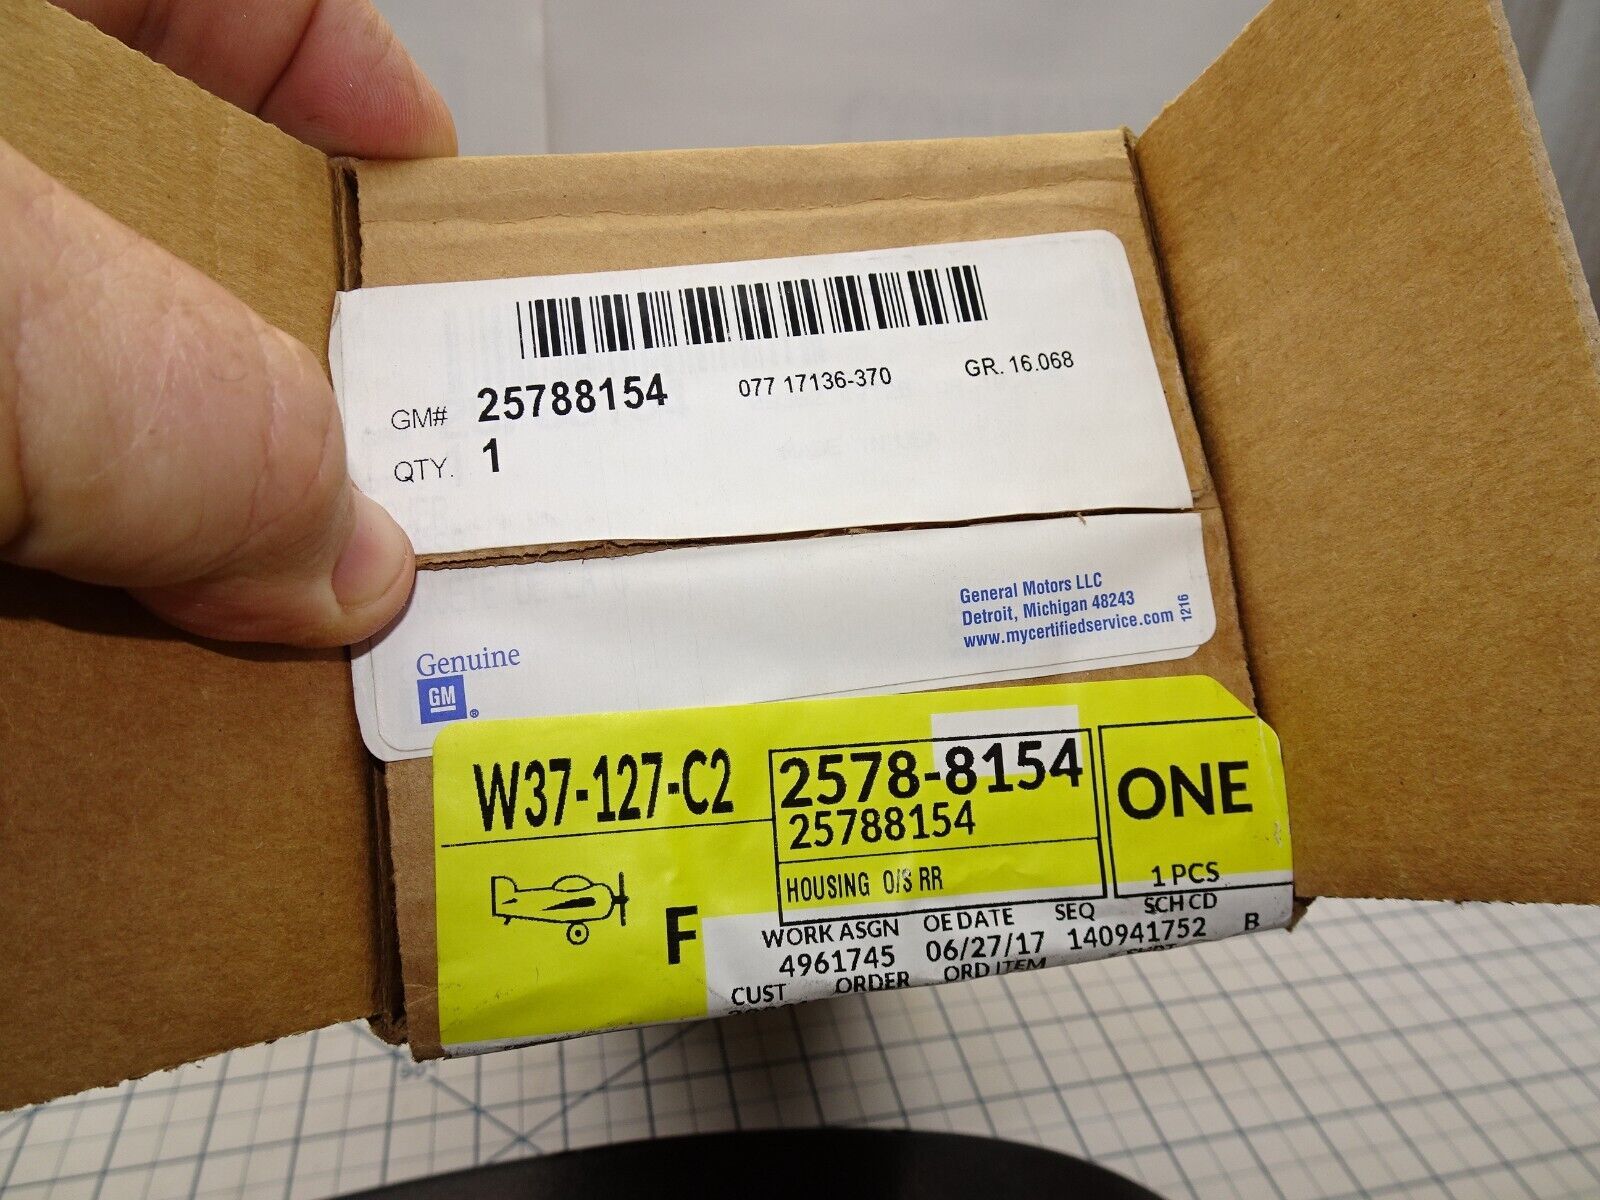 GM# 25788154 077 17136-370 GR. 16.068
QTY. 1
General Motors LLC
Detroit, Michigan 48243
www.mycertifiedservice.com 1216
Genuine
GM ®
W37-127-C2 2578-8154 ONE
25788154
HOUSING O/S RR 1 PCS
F
WORK ASGN OE DATE SEQ SCH CD
4961745 06/27/17 140941752 B
CUST ORDER ORD ITEM